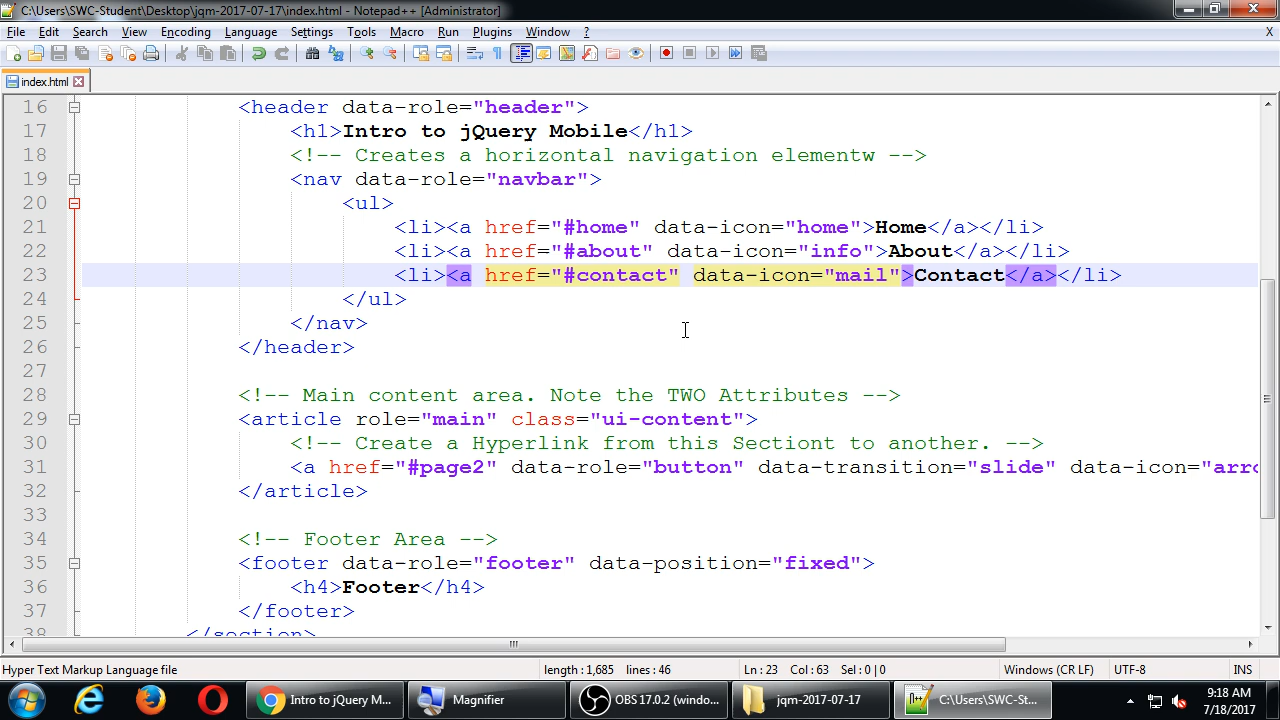 C:\Users\SWC-Student\Desktop\jqm-2017-07-17\index.html - Notepad++ [Administrator]
File Edit Search View Encoding Language Settings Tools Macro Run Plugins Window ? X
index.html
16 <header data-role="header">
17 <h1>Intro to jQuery Mobile</h1>
18 <!-- Creates a horizontal navigation elementw -->
19 <nav data-role="navbar">
20 <ul>
21 <li><a href="#home" data-icon="home">Home</a></li>
22 <li><a href="#about" data-icon="info">About</a></li>
23 <li><a href="#contact" data-icon="mail">Contact</a></li>
24 </ul>
25 </nav>
26 </header>
27
28 <!-- Main content area. Note the TWO Attributes -->
29 <article role="main" class="ui-content">
30 <!-- Create a Hyperlink from this Sectiont to another. -->
31 <a href="#page2" data-role="button" data-transition="slide" data-icon="arro
32 </article>
33
34 <!-- Footer Area -->
35 <footer data-role="footer" data-position="fixed">
36 <h4>Footer</h4>
37 </footer>
38 </section>
Hyper Text Markup Language file length : 1,685 lines : 46 Ln : 23 Col : 63 Sel : 0 | 0 Windows (CR LF) UTF-8 INS
Intro to jQuery M... Magnifier OBS 17.0.2 (windo... jqm-2017-07-17 C:\Users\SWC-St... 9:18 AM
7/18/2017